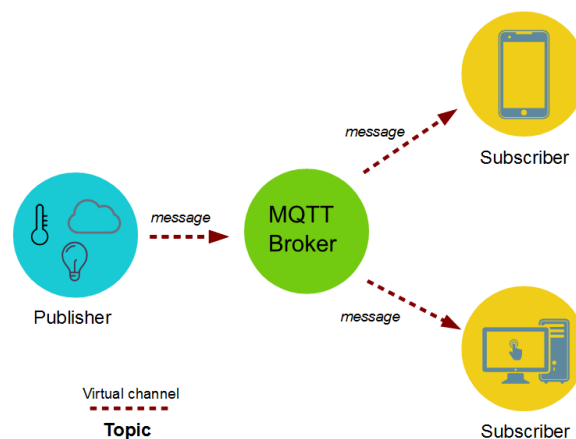 message
Subscriber
message
MQTT
Broker
Publisher
message
Subscriber
Virtual channel
Topic